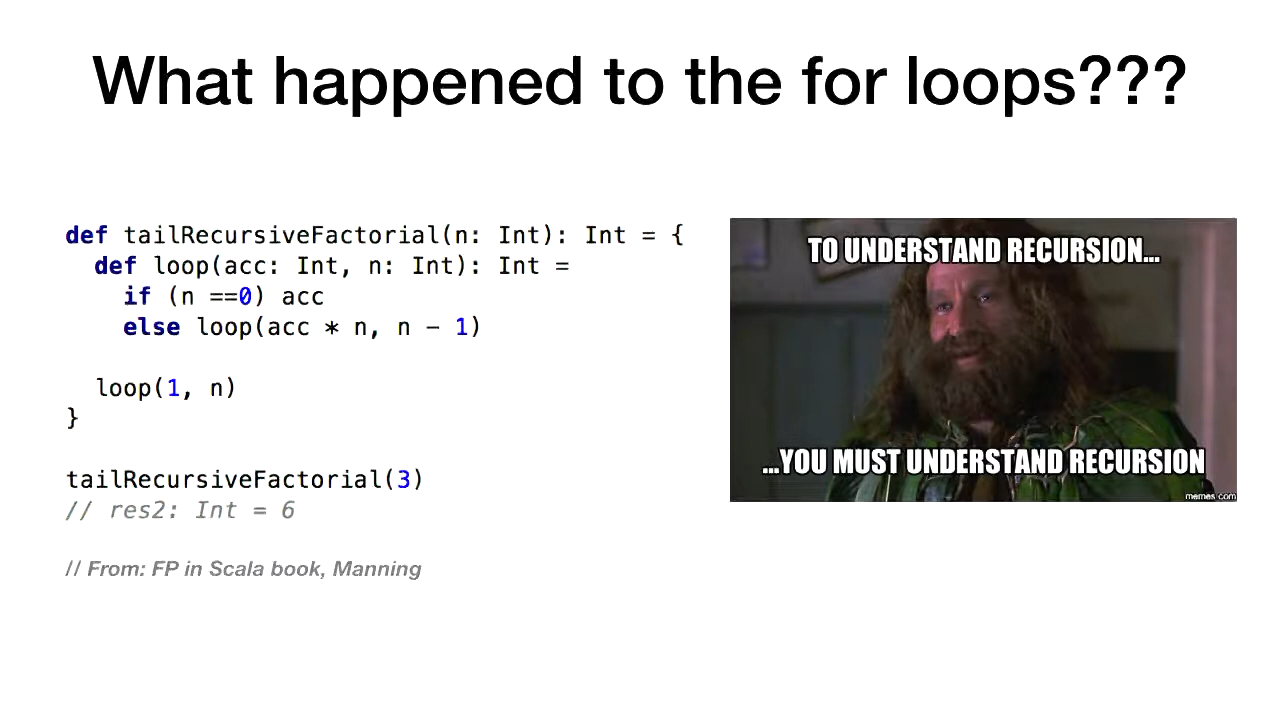 What happened to the for loops???
def tailRecursiveFactorial(n: Int): Int = {
  def loop(acc: Int, n: Int): Int =
    if (n ==0) acc
    else loop(acc * n, n - 1)
  loop(1, n)
}
tailRecursiveFactorial(3)
// res2: Int = 6
// From: FP in Scala book, Manning
TO UNDERSTAND RECURSION...
...YOU MUST UNDERSTAND RECURSION
memes.com